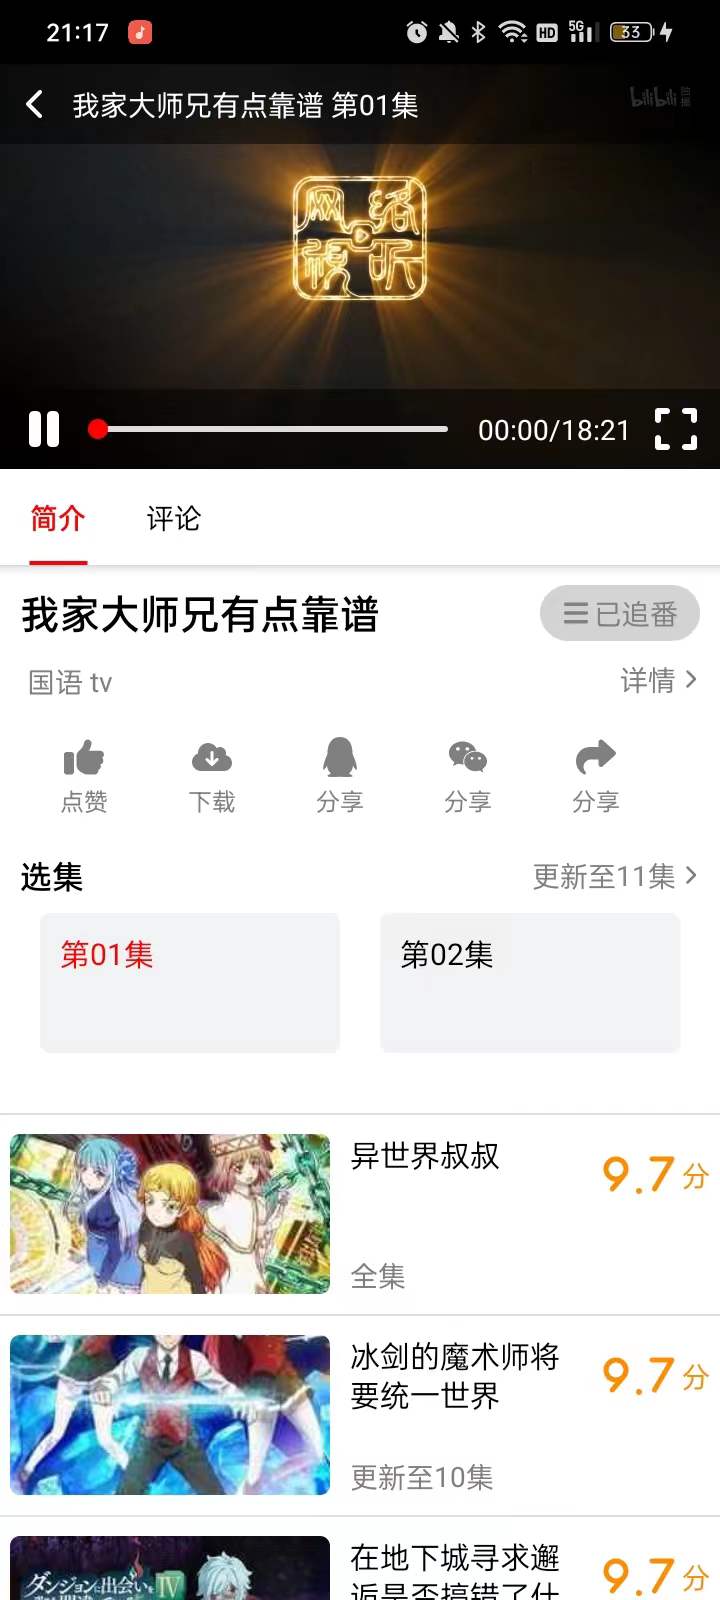 21:17
HD
5G
33
我家大师兄有点靠谱 第01集
bilibili
网络
视听
00:00/18:21
简介
评论
我家大师兄有点靠谱
已追番
国语 tv
详情
点赞
下载
分享
分享
分享
选集
更新至11集
第01集
第02集
异世界叔叔
9.7分
全集
冰剑的魔术师将
要统一世界
9.7分
更新至10集
ダンジョンに出会いを
IV
在地下城寻求邂
逅是否搞错了什
9.7分